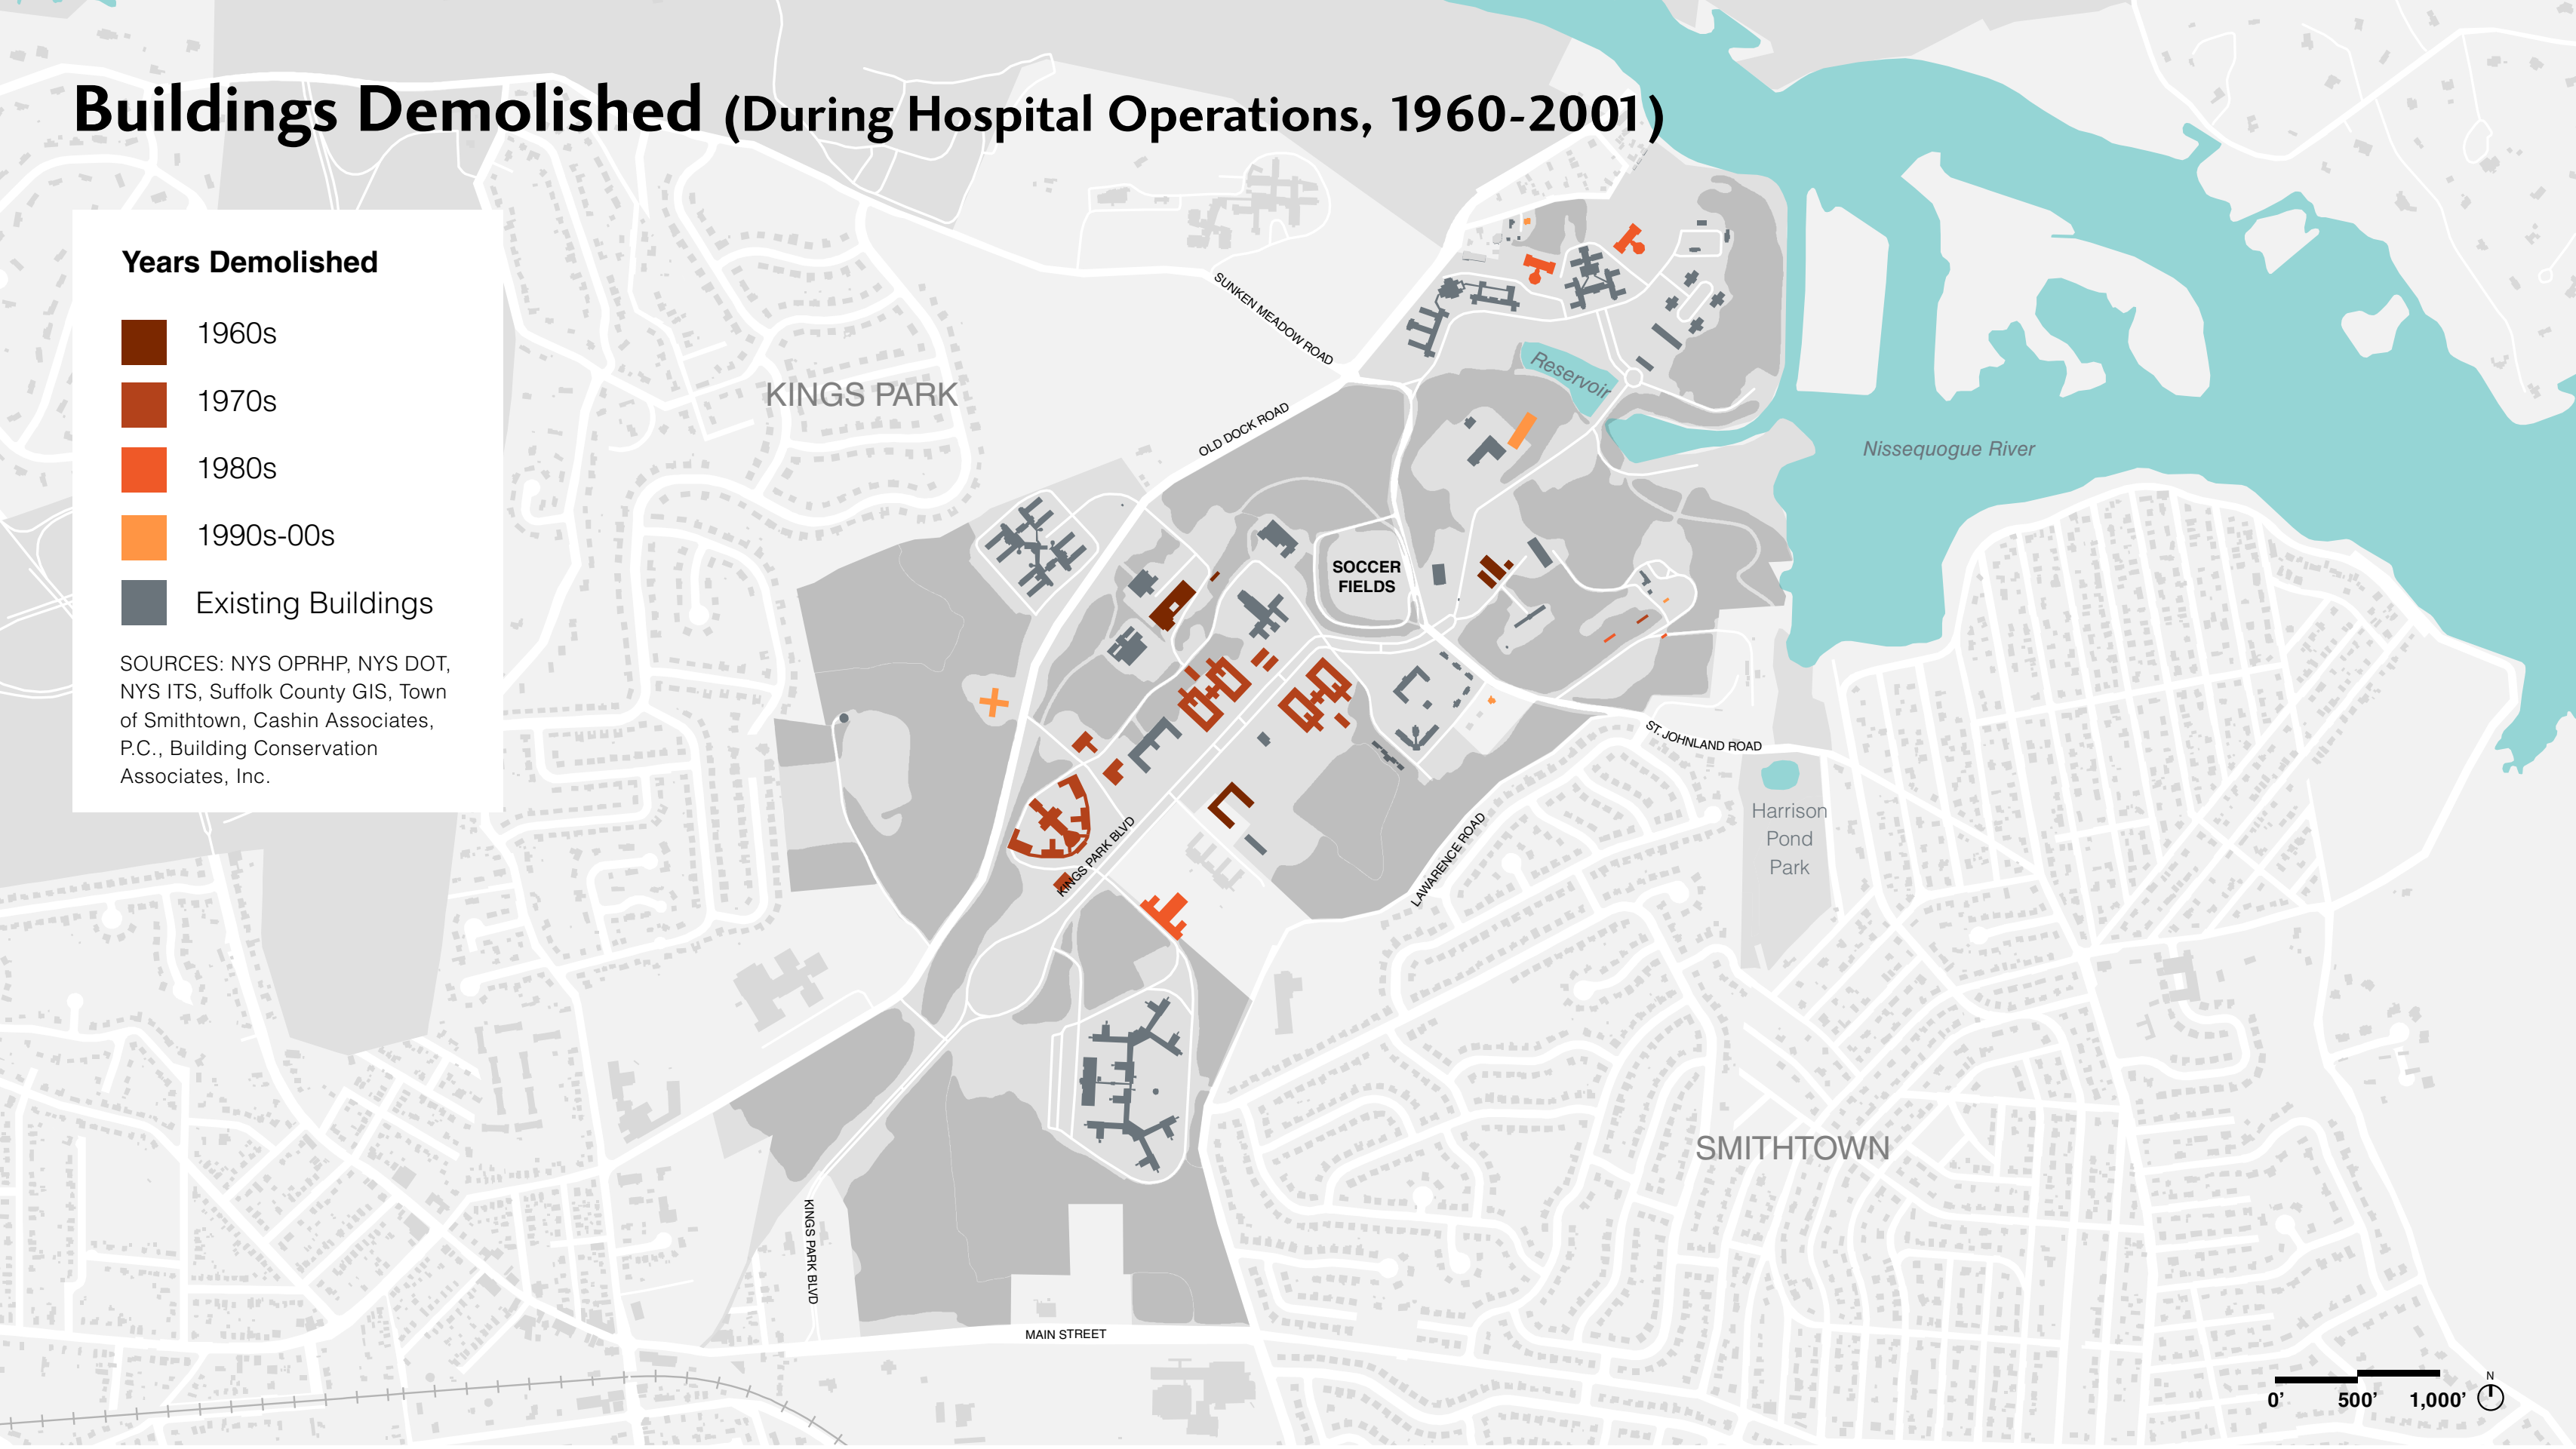 Buildings Demolished (During Hospital Operations, 1960-2001)
Years Demolished
1960s
1970s
1980s
1990s-00s
Existing Buildings
SOURCES: NYS OPRHP, NYS DOT,
NYS ITS, Suffolk County GIS, Town
of Smithtown, Cashin Associates,
P.C., Building Conservation
Associates, Inc.
KINGS PARK
SUNKEN MEADOW ROAD
OLD DOCK ROAD
Reservoir
Nissequogue River
SOCCER
FIELDS
ST. JOHNLAND ROAD
Harrison
Pond
Park
KINGS PARK BLVD
LAWARENCE ROAD
SMITHTOWN
KINGS PARK BLVD
MAIN STREET
0' 500' 1,000'
N